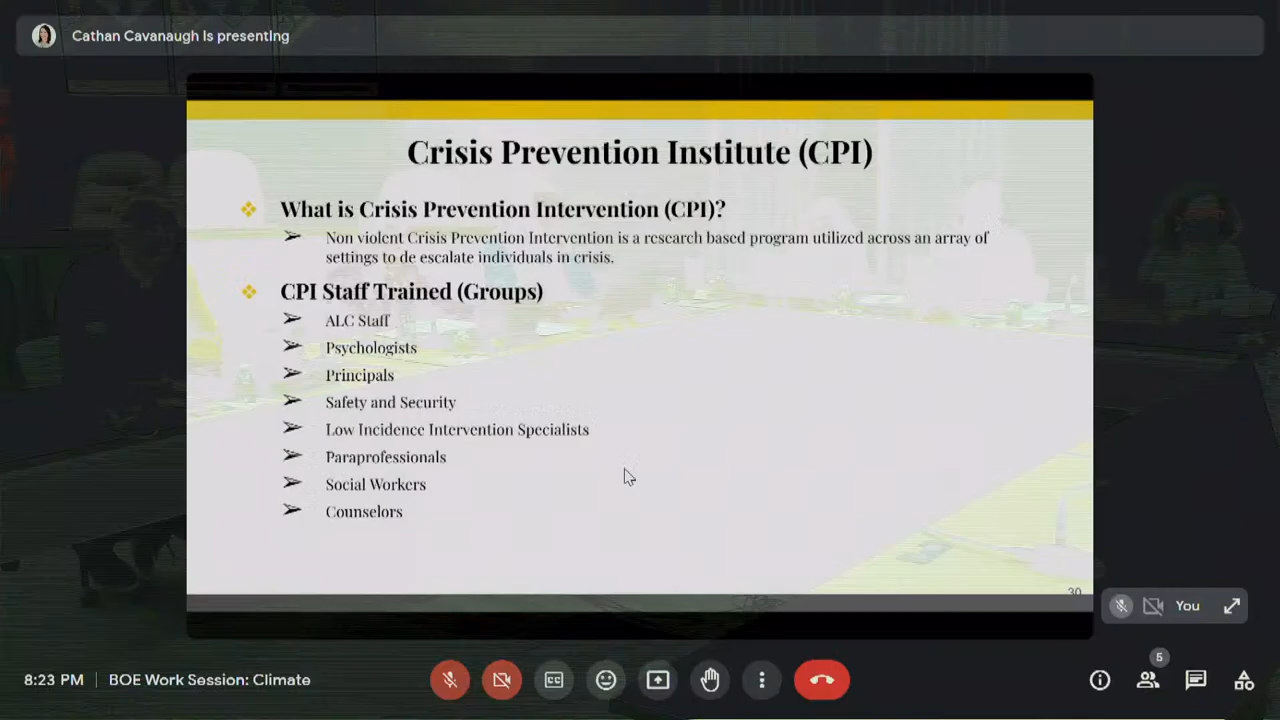 Cathan Cavanaugh is presenting
Crisis Prevention Institute (CPI)
What is Crisis Prevention Intervention (CPI)?
Non violent Crisis Prevention Intervention is a research based program utilized across an array of
settings to de escalate individuals in crisis.
CPI Staff Trained (Groups)
ALC Staff
Psychologists
Principals
Safety and Security
Low Incidence Intervention Specialists
Paraprofessionals
Social Workers
Counselors
30
You
5
8:23 PM | BOE Work Session: Climate